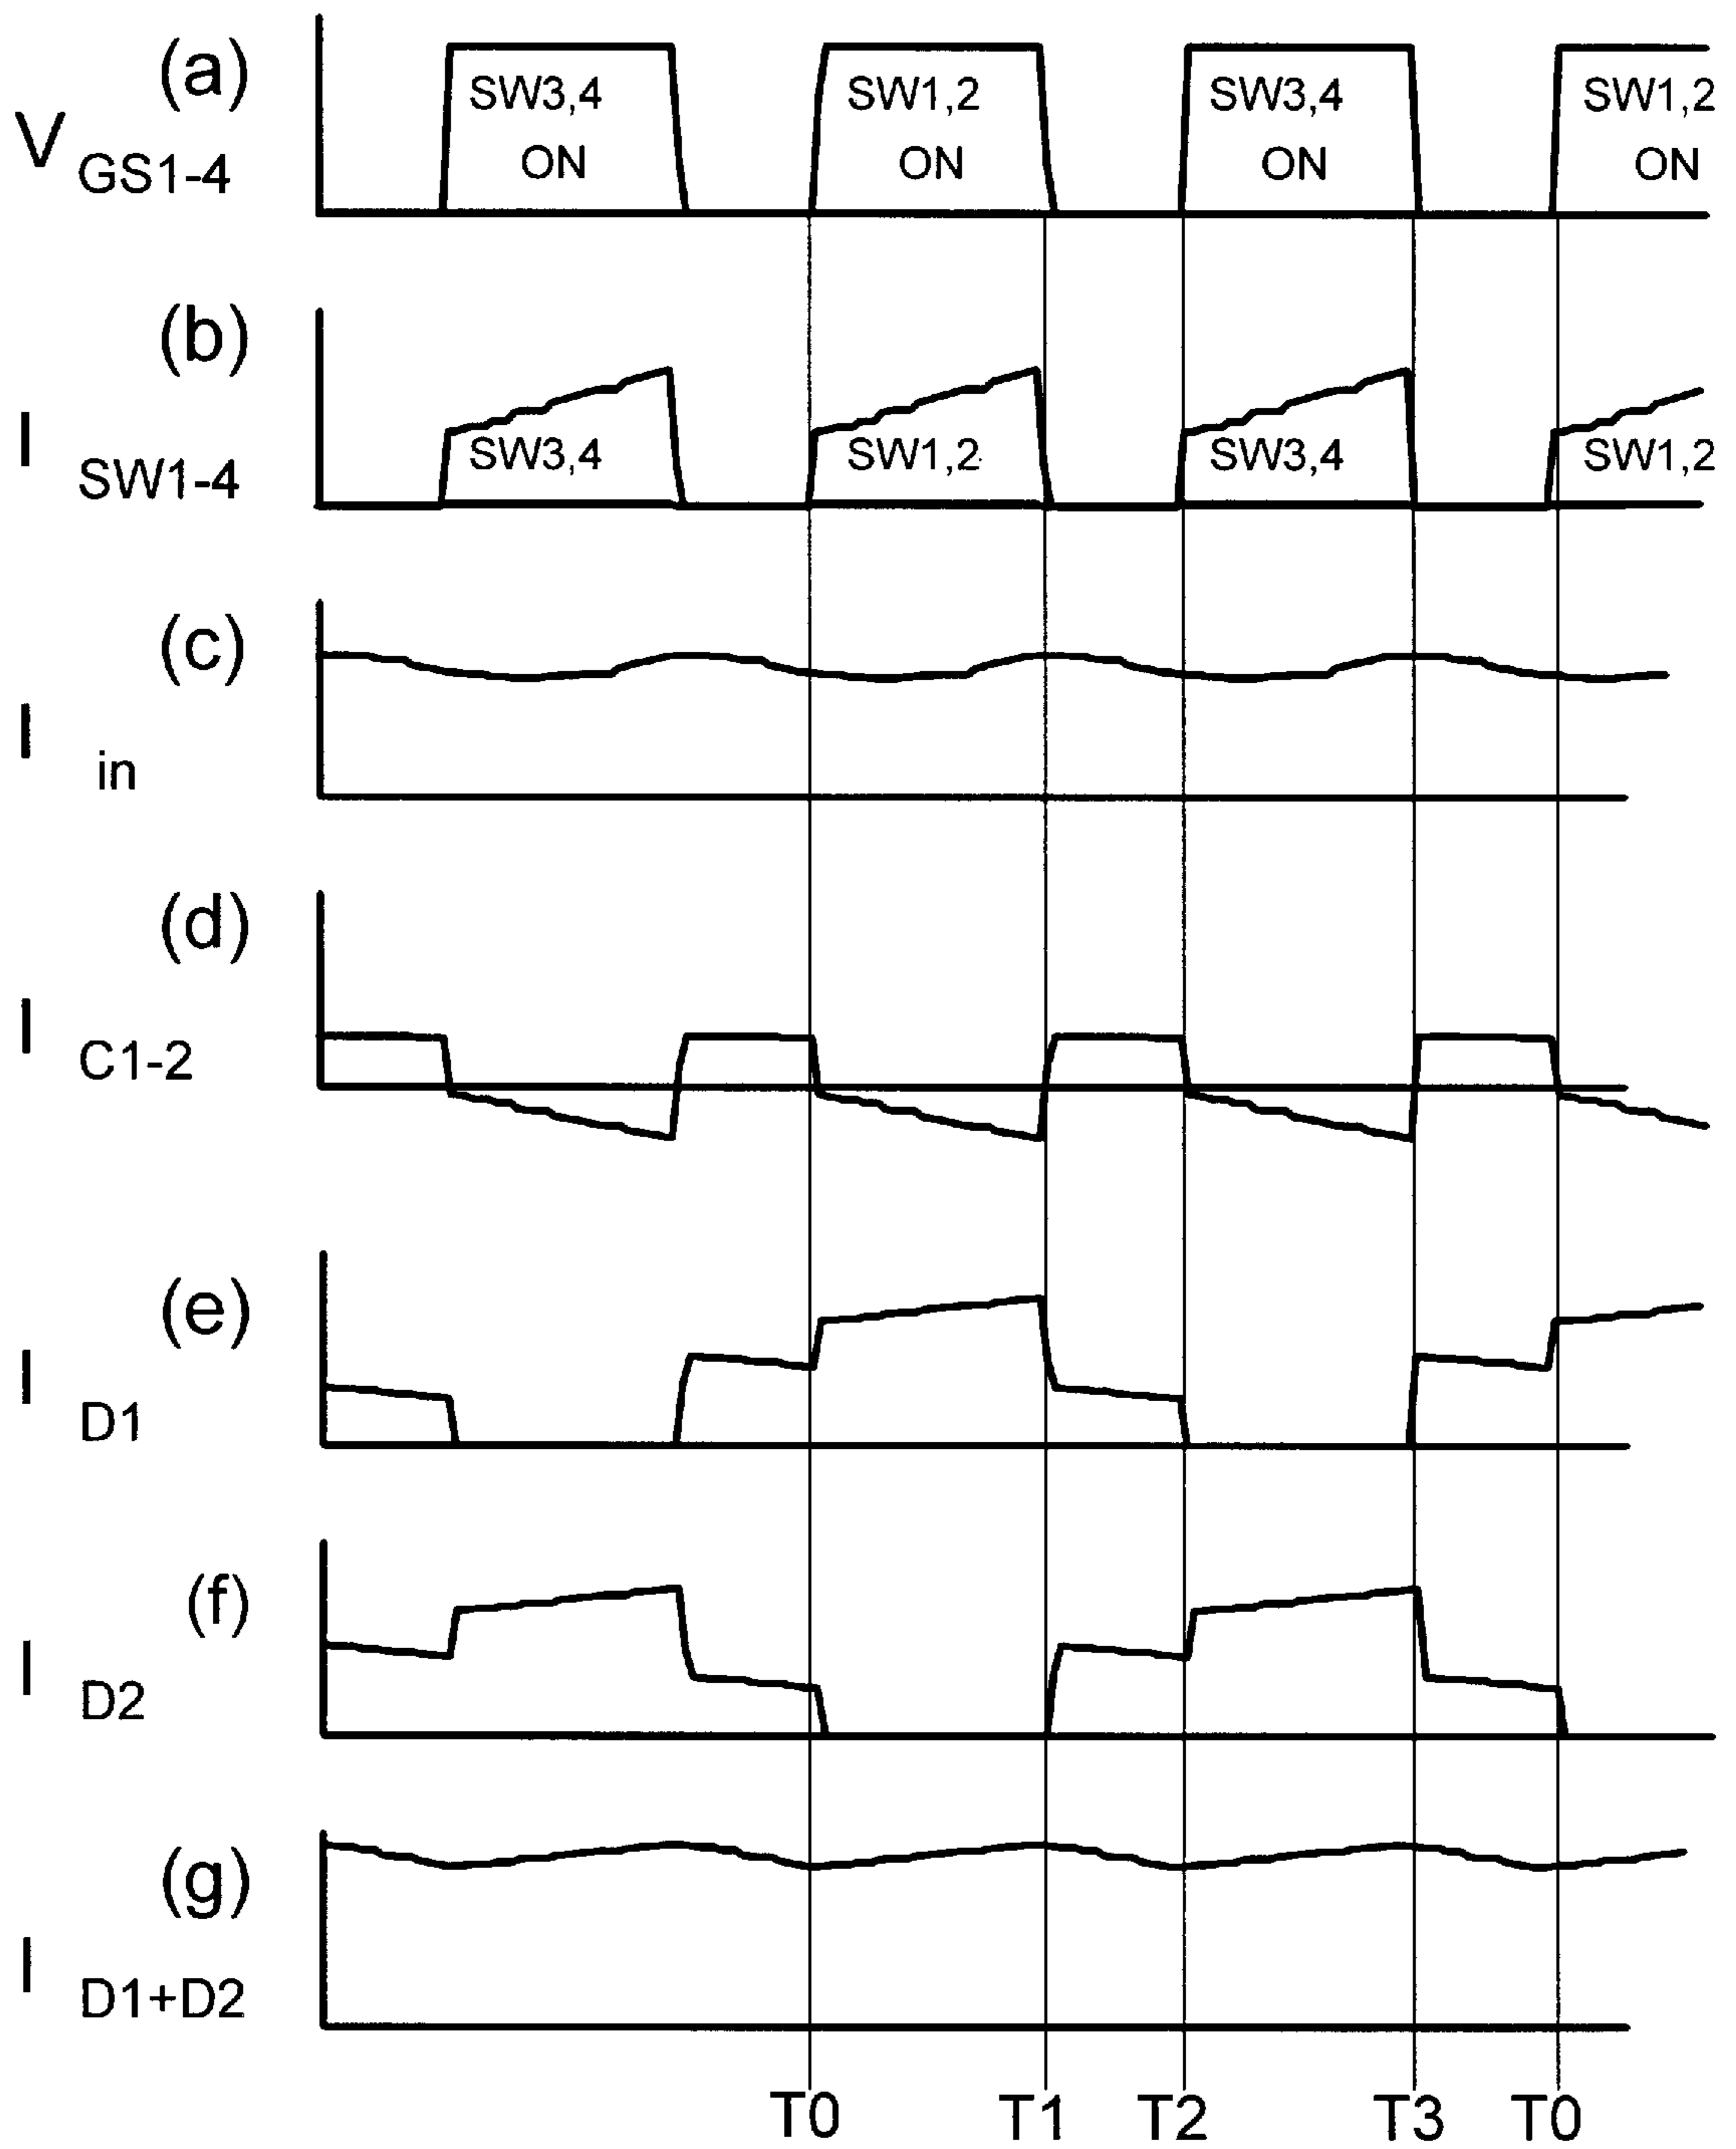 (a)
V GS1-4
SW3,4 ON
SW1,2 ON
SW3,4 ON
SW1,2 ON
(b)
I SW1-4
SW3,4
SW1,2
SW3,4
SW1,2
(c)
I in
(d)
I C1-2
(e)
I D1
(f)
I D2
(g)
I D1+D2
T0 T1 T2 T3 T0